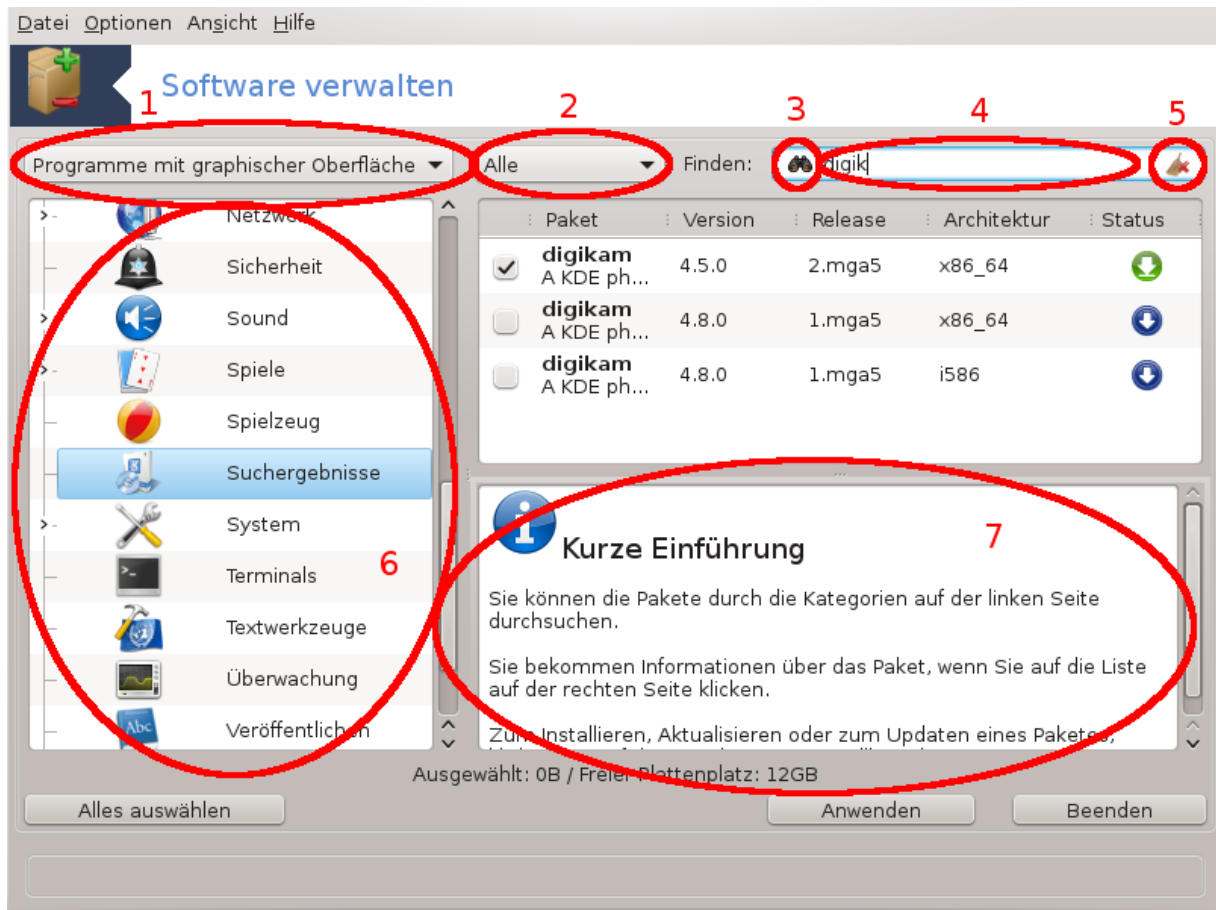 Datei Optionen Ansicht Hilfe
Software verwalten
1 2 3 4 5
Programme mit graphischer Oberfläche Alle Finden: digik
Netzwerk
Sicherheit
Sound
Spiele
Spielzeug
Suchergebnisse
System
Terminals
Textwerkzeuge
Überwachung
Veröffentlichen
6
Paket Version Release Architektur Status
digikam 4.5.0 2.mga5 x86_64
A KDE ph...
digikam 4.8.0 1.mga5 x86_64
A KDE ph...
digikam 4.8.0 1.mga5 i586
A KDE ph...
7
Kurze Einführung
Sie können die Pakete durch die Kategorien auf der linken Seite
durchsuchen.
Sie bekommen Informationen über das Paket, wenn Sie auf die Liste
auf der rechten Seite klicken.
Zum Installieren, Aktualisieren oder zum Updaten eines Paketes,
Ausgewählt: 0B / Freier Plattenplatz: 12GB
Alles auswählen Anwenden Beenden